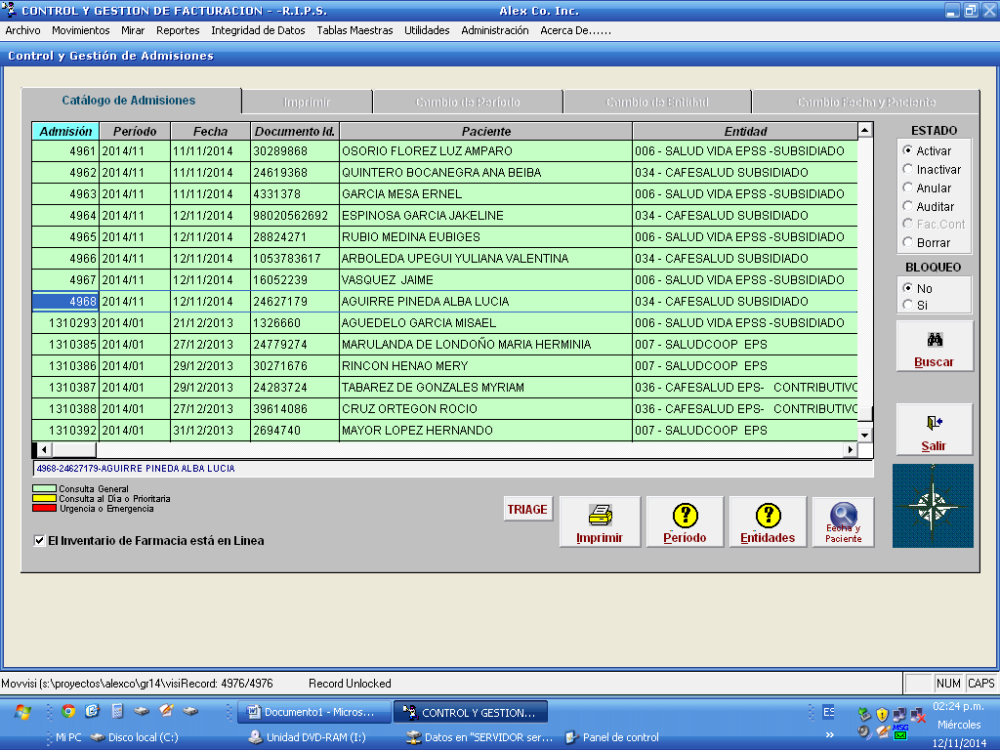 CONTROL Y GESTION DE FACTURACION - -R.I.P.S. Alex Co. Inc.
Archivo Movimientos Mirar Reportes Integridad de Datos Tablas Maestras Utilidades Administración Acerca De......
Control y Gestión de Admisiones
Catálogo de Admisiones Imprimir Cambio de Período Cambio de Entidad Cambio Fecha y Paciente
Admisión Período Fecha Documento Id. Paciente Entidad
4961 2014/11 11/11/2014 30289868 OSORIO FLOREZ LUZ AMPARO 006 - SALUD VIDA EPSS -SUBSIDIADO
4962 2014/11 11/11/2014 24619368 QUINTERO BOCANEGRA ANA BEIBA 034 - CAFESALUD SUBSIDIADO
4963 2014/11 11/11/2014 4331378 GARCIA MESA ERNEL 006 - SALUD VIDA EPSS -SUBSIDIADO
4964 2014/11 12/11/2014 98020562692 ESPINOSA GARCIA JAKELINE 034 - CAFESALUD SUBSIDIADO
4965 2014/11 12/11/2014 28824271 RUBIO MEDINA EUBIGES 006 - SALUD VIDA EPSS -SUBSIDIADO
4966 2014/11 12/11/2014 1053783617 ARBOLEDA UPEGUI YULIANA VALENTINA 034 - CAFESALUD SUBSIDIADO
4967 2014/11 12/11/2014 16052239 VASQUEZ JAIME 006 - SALUD VIDA EPSS -SUBSIDIADO
4968 2014/11 12/11/2014 24627179 AGUIRRE PINEDA ALBA LUCIA 034 - CAFESALUD SUBSIDIADO
1310293 2014/01 21/12/2013 1326660 AGUEDELO GARCIA MISAEL 006 - SALUD VIDA EPSS -SUBSIDIADO
1310385 2014/01 27/12/2013 24779274 MARULANDA DE LONDOÑO MARIA HERMINIA 007 - SALUDCOOP EPS
1310386 2014/01 29/12/2013 30271676 RINCON HENAO MERY 007 - SALUDCOOP EPS
1310387 2014/01 29/12/2013 24283724 TABAREZ DE GONZALES MYRIAM 036 - CAFESALUD EPS- CONTRIBUTIVO
1310388 2014/01 27/12/2013 39614086 CRUZ ORTEGON ROCIO 036 - CAFESALUD EPS- CONTRIBUTIVO
1310392 2014/01 31/12/2013 2694740 MAYOR LOPEZ HERNANDO 007 - SALUDCOOP EPS
4968-24627179-AGUIRRE PINEDA ALBA LUCIA
ESTADO
Activar
Inactivar
Anular
Auditar
Fac.Cont
Borrar
BLOQUEO
No
Si
Buscar
Salir
Consulta General
Consulta al Día o Prioritaria
Urgencia o Emergencia
El Inventario de Farmacia está en Linea
TRIAGE
Imprimir
Período
Entidades
Fecha y
Paciente
Movvisi (s:\proyectos\alexco\gr14\visiRecord: 4976/4976 Record Unlocked NUM CAPS
Documento1 - Micros... CONTROL Y GESTION... ES 02:24 p.m.
Miércoles
Mi PC Disco local (C:) Unidad DVD-RAM (I:) Datos en "SERVIDOR ser... Panel de control MSG
12/11/2014